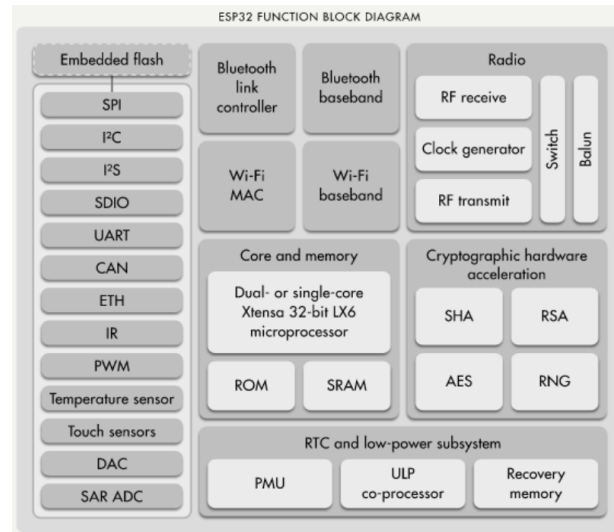 ESP32 FUNCTION BLOCK DIAGRAM
Embedded flash
SPI
I²C
I²S
SDIO
UART
CAN
ETH
IR
PWM
Temperature sensor
Touch sensors
DAC
SAR ADC
Bluetooth
link
controller
Bluetooth
baseband
Wi-Fi
MAC
Wi-Fi
baseband
Radio
RF receive
Clock generator
RF transmit
Switch
Balun
Core and memory
Dual- or single-core
Xtensa 32-bit LX6
microprocessor
ROM
SRAM
Cryptographic hardware
acceleration
SHA
RSA
AES
RNG
RTC and low-power subsystem
PMU
ULP
co-processor
Recovery
memory